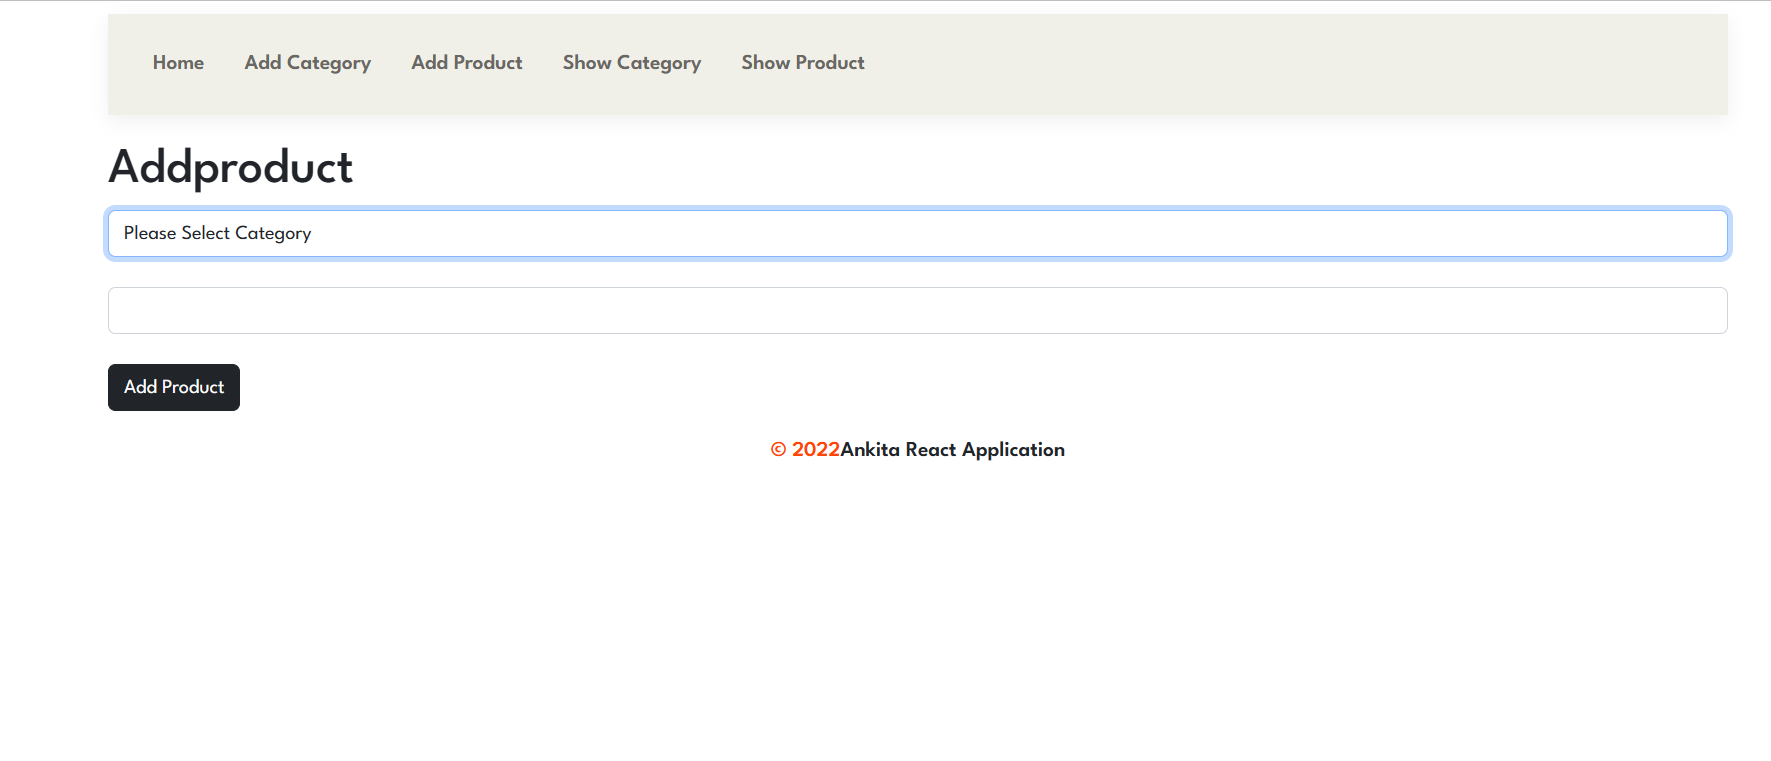 Home Add Category Add Product Show Category Show Product
Addproduct
Please Select Category
Add Product
© 2022Ankita React Application